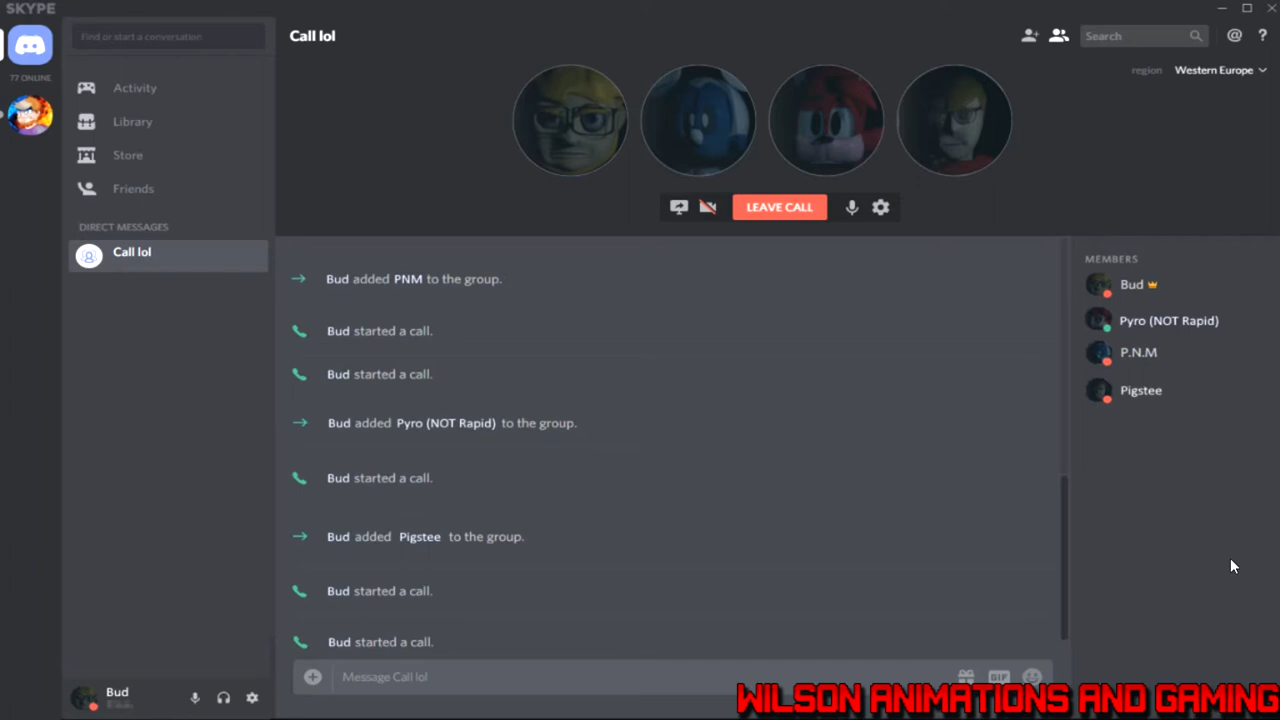 SKYPE
Find or start a conversation
77 ONLINE
Activity
Library
Store
Friends
DIRECT MESSAGES
Call lol
Bud
Call lol
Search
@
?
region Western Europe
LEAVE CALL
Bud added PNM to the group.
Bud started a call.
Bud started a call.
Bud added Pyro (NOT Rapid) to the group.
Bud started a call.
Bud added Pigstee to the group.
Bud started a call.
Bud started a call.
Message Call lol
GIF
MEMBERS
Bud
Pyro (NOT Rapid)
P.N.M
Pigstee
WILSON ANIMATIONS AND GAMING